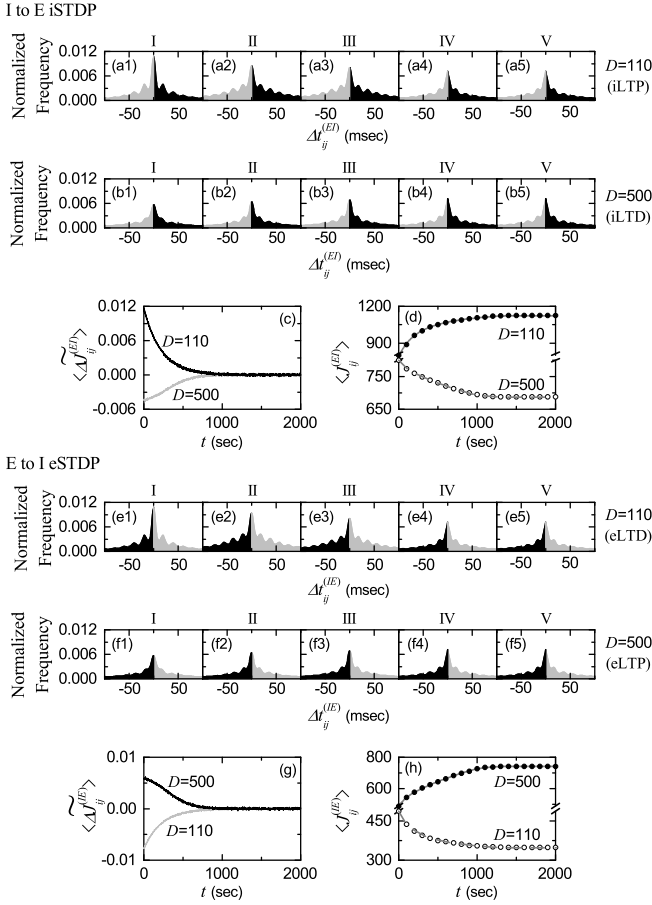 I to E iSTDP
I II III IV V
Normalized Frequency
0.012
0.006
0.000
(a1) (a2) (a3) (a4) (a5)
D=110
(iLTP)
-50 50 -50 50 -50 50 -50 50 -50 50
Δt_ij^(EI) (msec)
I II III IV V
Normalized Frequency
0.012
0.006
0.000
(b1) (b2) (b3) (b4) (b5)
D=500
(iLTD)
-50 50 -50 50 -50 50 -50 50 -50 50
Δt_ij^(EI) (msec)
(c)
<\widetilde{ΔJ}_ij^(EI)>
0.012
0.006
0.000
-0.006
D=110
D=500
0 1000 2000
t (sec)
(d)
<J_ij^(EI)>
1200
900
750
650
D=110
D=500
0 1000 2000
t (sec)
E to I eSTDP
I II III IV V
Normalized Frequency
0.012
0.006
0.000
(e1) (e2) (e3) (e4) (e5)
D=110
(eLTD)
-50 50 -50 50 -50 50 -50 50 -50 50
Δt_ij^(IE) (msec)
I II III IV V
Normalized Frequency
0.012
0.006
0.000
(f1) (f2) (f3) (f4) (f5)
D=500
(eLTP)
-50 50 -50 50 -50 50 -50 50 -50 50
Δt_ij^(IE) (msec)
(g)
<\widetilde{ΔJ}_ij^(IE)>
0.01
0.00
-0.01
D=500
D=110
0 1000 2000
t (sec)
(h)
<J_ij^(IE)>
800
600
450
300
D=500
D=110
0 1000 2000
t (sec)